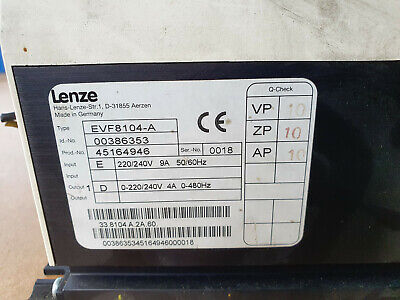 Lenze
Hans-Lenze-Str.1, D-31855 Aerzen
Made in Germany
Type EVF8104-A
Id.-No. 00386353
Prod.-No. 45164946 Ser.-No. 0018
Input E 220/240V 9A 50/60Hz
Input
Output 1 D 0-220/240V 4A 0-480Hz
Output
33.8104 A.2A.60
0038635345164946000018
CE
Q-Check
VP 10
ZP 10
AP 10